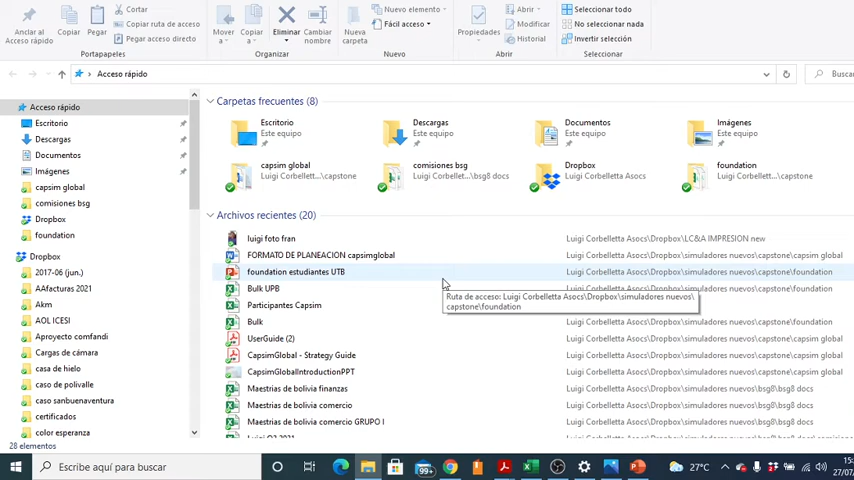 Anclar al Acceso rápido
Copiar
Pegar
Cortar
Copiar ruta de acceso
Pegar acceso directo
Portapapeles
Mover a
Copiar a
Eliminar
Cambiar nombre
Organizar
Nueva carpeta
Nuevo elemento
Fácil acceso
Nuevo
Propiedades
Abrir
Modificar
Historial
Abrir
Seleccionar todo
No seleccionar nada
Invertir selección
Seleccionar
Acceso rápido
Acceso rápido
Escritorio
Descargas
Documentos
Imágenes
capsim global
comisiones bsg
Dropbox
foundation
Dropbox
2017-06 (jun.)
AAfacturas 2021
Akm
AOL ICESI
Proyecto comfandi
Cargas de cámara
casa de hielo
caso de polivalle
caso sanbuenaventura
certificados
color esperanza
Carpetas frecuentes (8)
Escritorio
Este equipo
Descargas
Este equipo
Documentos
Este equipo
Imágenes
Este equipo
capsim global
Luigi Corbellett...\capstone
comisiones bsg
Luigi Corbellet...\bsg8 docs
Dropbox
Luigi Corbelletta Asocs
foundation
Luigi Corbellett...\capstone
Archivos recientes (20)
luigi foto fran Luigi Corbelletta Asocs\Dropbox\LC&A IMPRESION new
FORMATO DE PLANEACION capsimglobal Luigi Corbelletta Asocs\Dropbox\simuladores nuevos\capstone\capsim global
foundation estudiantes UTB Luigi Corbelletta Asocs\Dropbox\simuladores nuevos\capstone\foundation
Bulk UPB Luigi Corbelletta Asocs\Dropbox\simuladores nuevos\capstone\foundation
Ruta de acceso: Luigi Corbelletta Asocs\Dropbox\simuladores nuevos\
capstone\foundation
Participantes Capsim
Bulk Luigi Corbelletta Asocs\Dropbox\simuladores nuevos\capstone\foundation
UserGuide (2) Luigi Corbelletta Asocs\Dropbox\simuladores nuevos\capstone\capsim global
CapsimGlobal - Strategy Guide Luigi Corbelletta Asocs\Dropbox\simuladores nuevos\capstone\capsim global
CapsimGlobalIntroductionPPT Luigi Corbelletta Asocs\Dropbox\simuladores nuevos\capstone\capsim global
Maestrias de bolivia finanzas Luigi Corbelletta Asocs\Dropbox\simuladores nuevos\bsg8\bsg8 docs
Maestrias de bolivia comercio Luigi Corbelletta Asocs\Dropbox\simuladores nuevos\bsg8\bsg8 docs
Maestrias de bolivia comercio GRUPO I Luigi Corbelletta Asocs\Dropbox\simuladores nuevos\bsg8\bsg8 docs
28 elementos
Escribe aquí para buscar
99+
27°C